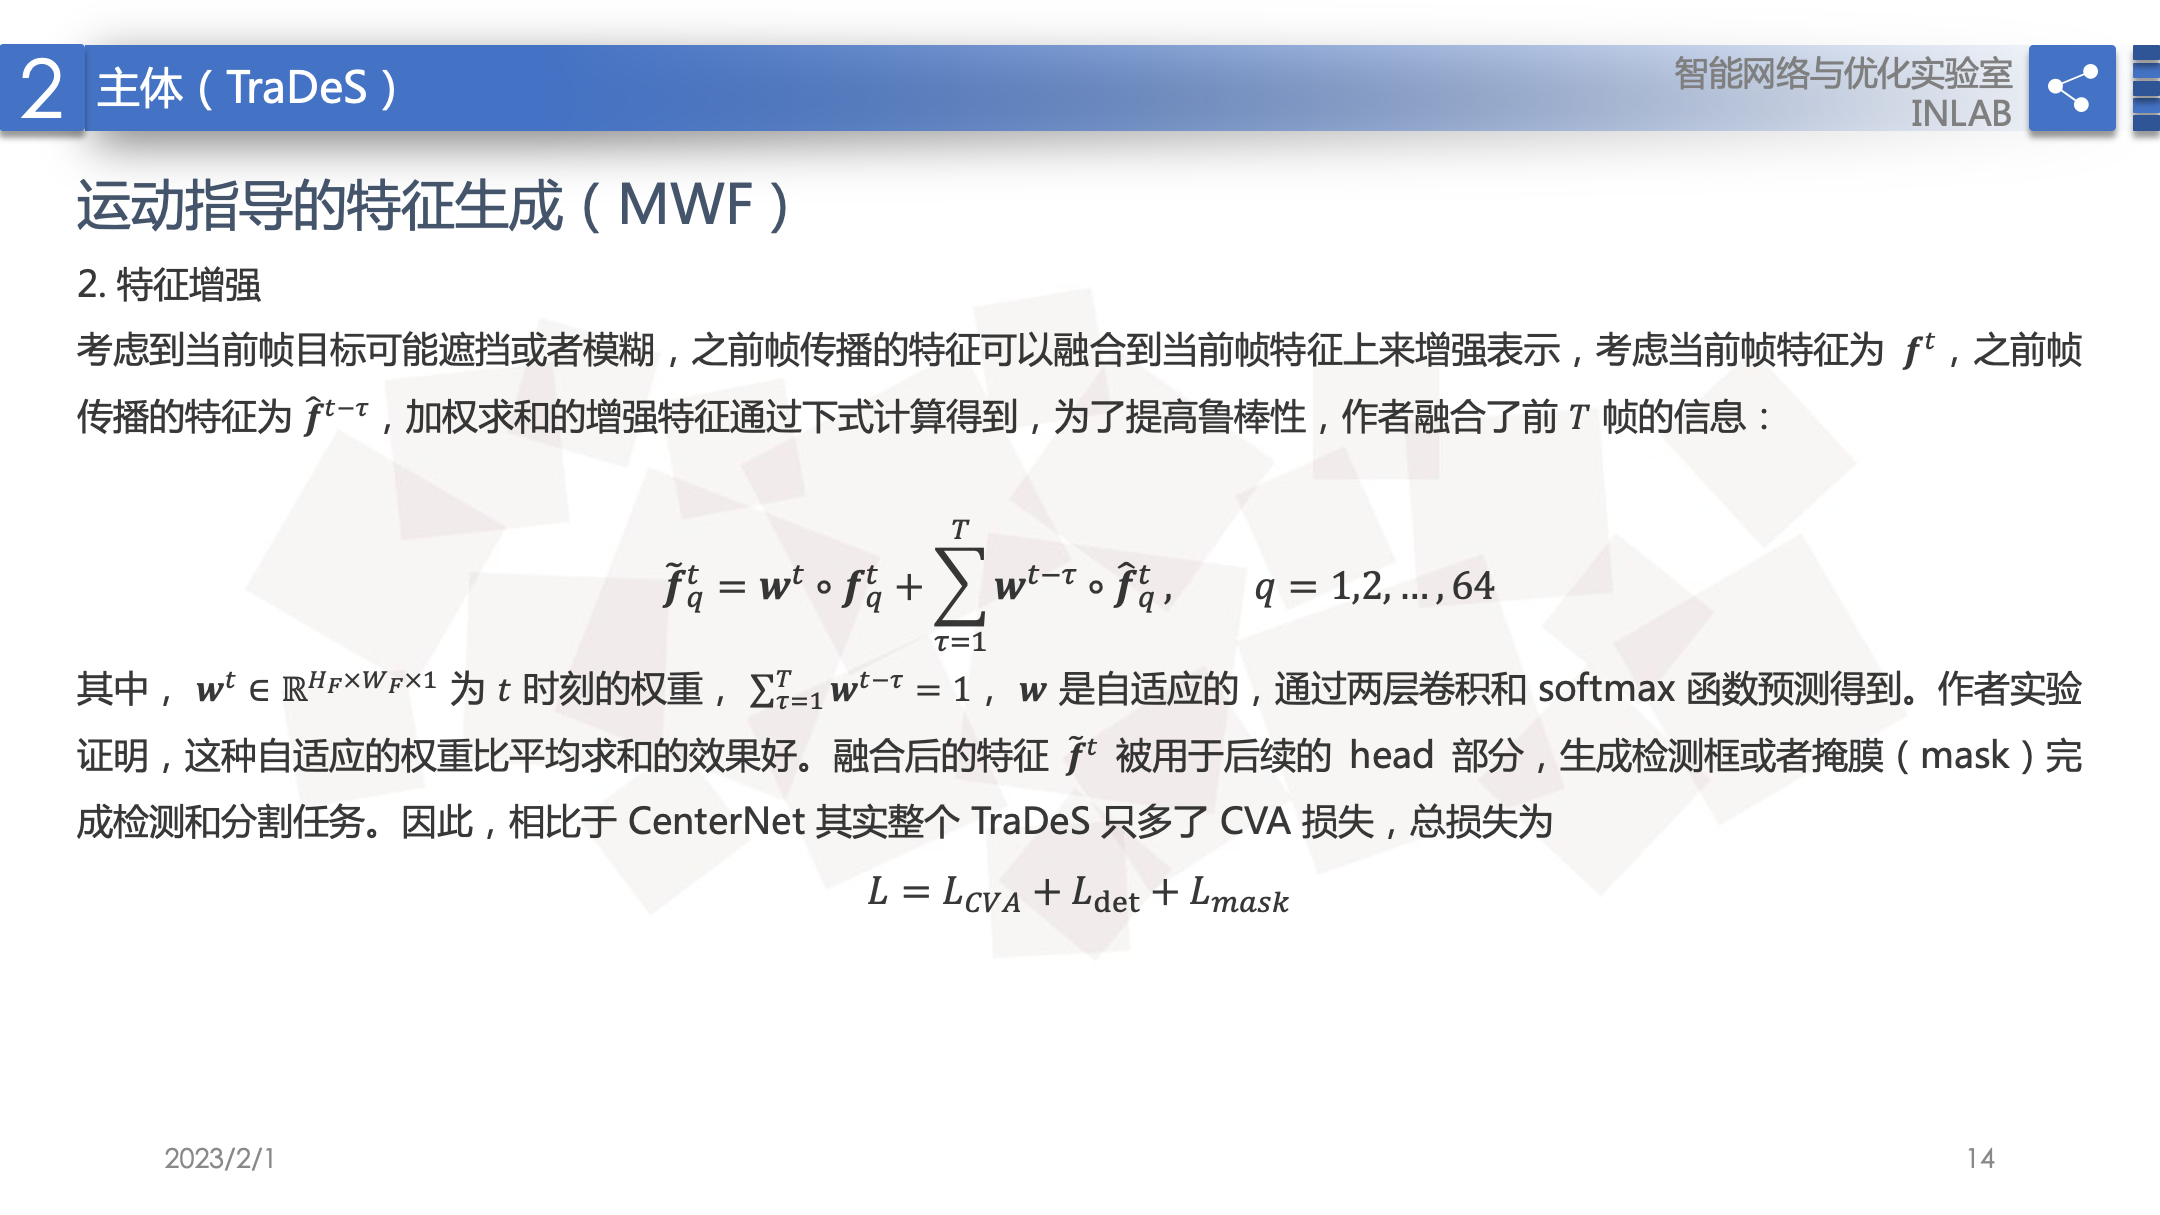 2
主体（TraDeS）
智能网络与优化实验室
INLAB
运动指导的特征生成（MWF）
2. 特征增强
考虑到当前帧目标可能遮挡或者模糊，之前帧传播的特征可以融合到当前帧特征上来增强表示，考虑当前帧特征为 $\boldsymbol{f}^t$，之前帧
传播的特征为 $\hat{\boldsymbol{f}}^{t-\tau}$，加权求和的增强特征通过下式计算得到，为了提高鲁棒性，作者融合了前 $T$ 帧的信息：
$\tilde{\boldsymbol{f}}_q^t = \boldsymbol{w}^t \circ \boldsymbol{f}_q^t + \sum_{\tau=1}^{T} \boldsymbol{w}^{t-\tau} \circ \hat{\boldsymbol{f}}_q^t, \quad q = 1,2,\ldots,64$
其中， $\boldsymbol{w}^t \in \mathbb{R}^{H_F \times W_F \times 1}$ 为 $t$ 时刻的权重， $\sum_{\tau=1}^{T} \boldsymbol{w}^{t-\tau} = 1$， $\boldsymbol{w}$ 是自适应的，通过两层卷积和 softmax 函数预测得到。作者实验
证明，这种自适应的权重比平均求和的效果好。融合后的特征 $\tilde{\boldsymbol{f}}^t$ 被用于后续的 head 部分，生成检测框或者掩膜（mask）完
成检测和分割任务。因此，相比于 CenterNet 其实整个 TraDeS 只多了 CVA 损失，总损失为
$L = L_{CVA} + L_{\text{det}} + L_{mask}$
2023/2/1
14